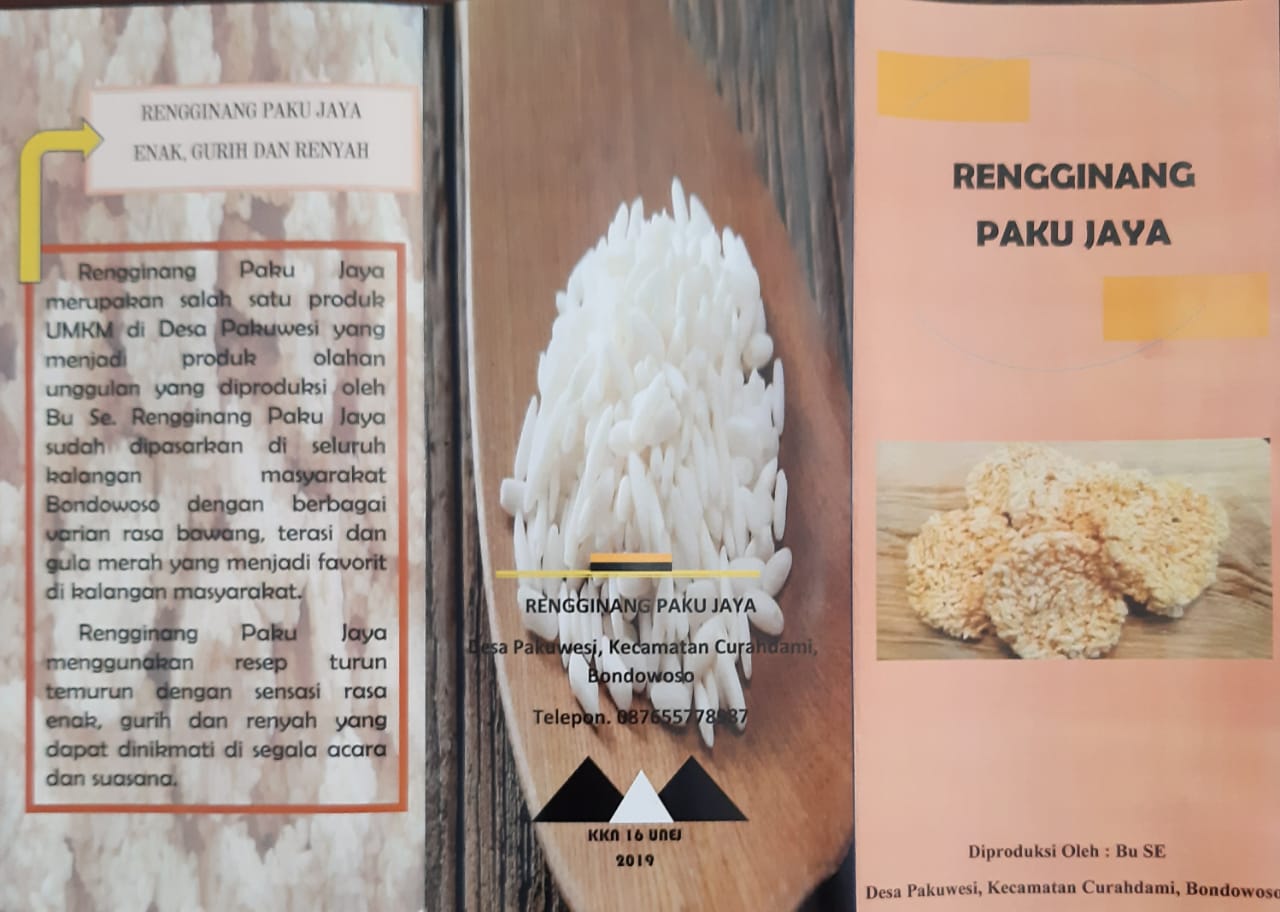 RENGGINANG PAKU JAYA
ENAK, GURIH DAN RENYAH
Rengginang Paku Jaya
merupakan salah satu produk
UMKM di Desa Pakuwesi yang
menjadi produk olahan
unggulan yang diproduksi oleh
Bu Se. Rengginang Paku Jaya
sudah dipasarkan di seluruh
kalangan masyarakat
Bondowoso dengan berbagai
varian rasa bawang, terasi dan
gula merah yang menjadi favorit
di kalangan masyarakat.
Rengginang Paku Jaya
menggunakan resep turun
temurun dengan sensasi rasa
enak, gurih dan renyah yang
dapat dinikmati di segala acara
dan suasana.
RENGGINANG PAKU JAYA
Desa Pakuwesi, Kecamatan Curahdami,
Bondowoso
Telepon.
KKN 16 UNEJ
2019
RENGGINANG
PAKU JAYA
Diproduksi Oleh : Bu SE
Desa Pakuwesi, Kecamatan Curahdami, Bondowoso